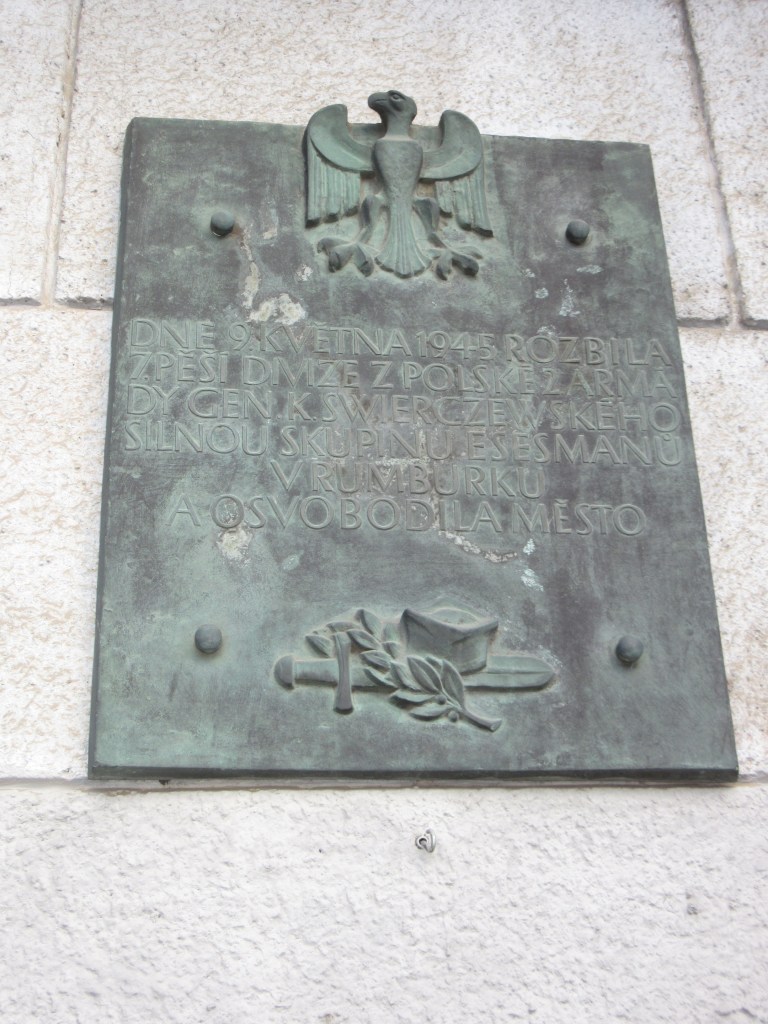 DNE 9. KVĚTNA 1945 ROZBILA
7.PĚŠÍ DIVIZE Z POLSKÉ 2.ARMÁ
DY GEN. K. SWIERCZEWSKÉHO
SILNOU SKUPINU ESESMANŮ
V RUMBURKU
A OSVOBODILA MĚSTO